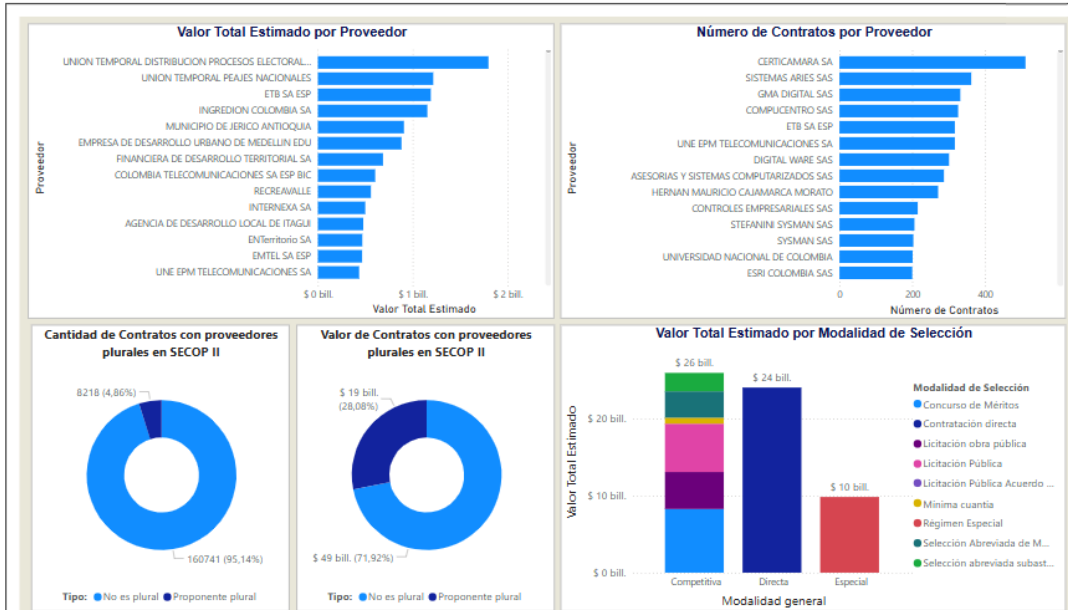 Valor Total Estimado por Proveedor
Proveedor
UNION TEMPORAL DISTRIBUCION PROCESOS ELECTORAL...
UNION TEMPORAL PEAJES NACIONALES
ETB SA ESP
INGREDION COLOMBIA SA
MUNICIPIO DE JERICO ANTIOQUIA
EMPRESA DE DESARROLLO URBANO DE MEDELLIN EDU
FINANCIERA DE DESARROLLO TERRITORIAL SA
COLOMBIA TELECOMUNICACIONES SA ESP BIC
RECREAVALLE
INTERNEXA SA
AGENCIA DE DESARROLLO LOCAL DE ITAGUI
ENTerritorio SA
EMTEL SA ESP
UNE EPM TELECOMUNICACIONES SA
$ 0 bill. $ 1 bill. $ 2 bill.
Valor Total Estimado
Número de Contratos por Proveedor
Proveedor
CERTICAMARA SA
SISTEMAS ARIES SAS
GMA DIGITAL SAS
COMPUCENTRO SAS
ETB SA ESP
UNE EPM TELECOMUNICACIONES SA
DIGITAL WARE SAS
ASESORIAS Y SISTEMAS COMPUTARIZADOS SAS
HERNAN MAURICIO CAJAMARCA MORATO
CONTROLES EMPRESARIALES SAS
STEFANINI SYSMAN SAS
SYSMAN SAS
UNIVERSIDAD NACIONAL DE COLOMBIA
ESRI COLOMBIA SAS
0 200 400
Número de Contratos
Cantidad de Contratos con proveedores
plurales en SECOP II
8218 (4,86%)
160741 (95,14%)
Tipo: No es plural Proponente plural
Valor de Contratos con proveedores
plurales en SECOP II
$ 19 bill.
(28,08%)
$ 49 bill. (71,92%)
Tipo: No es plural Proponente plural
Valor Total Estimado por Modalidad de Selección
Valor Total Estimado
$ 26 bill.
$ 24 bill.
$ 20 bill.
$ 10 bill.
$ 10 bill.
$ 0 bill.
Competitiva Directa Especial
Modalidad general
Modalidad de Selección
Concurso de Méritos
Contratación directa
Licitación obra pública
Licitación Pública
Licitación Pública Acuerdo ...
Mínima cuantía
Régimen Especial
Selección Abreviada de M...
Selección abreviada subast...